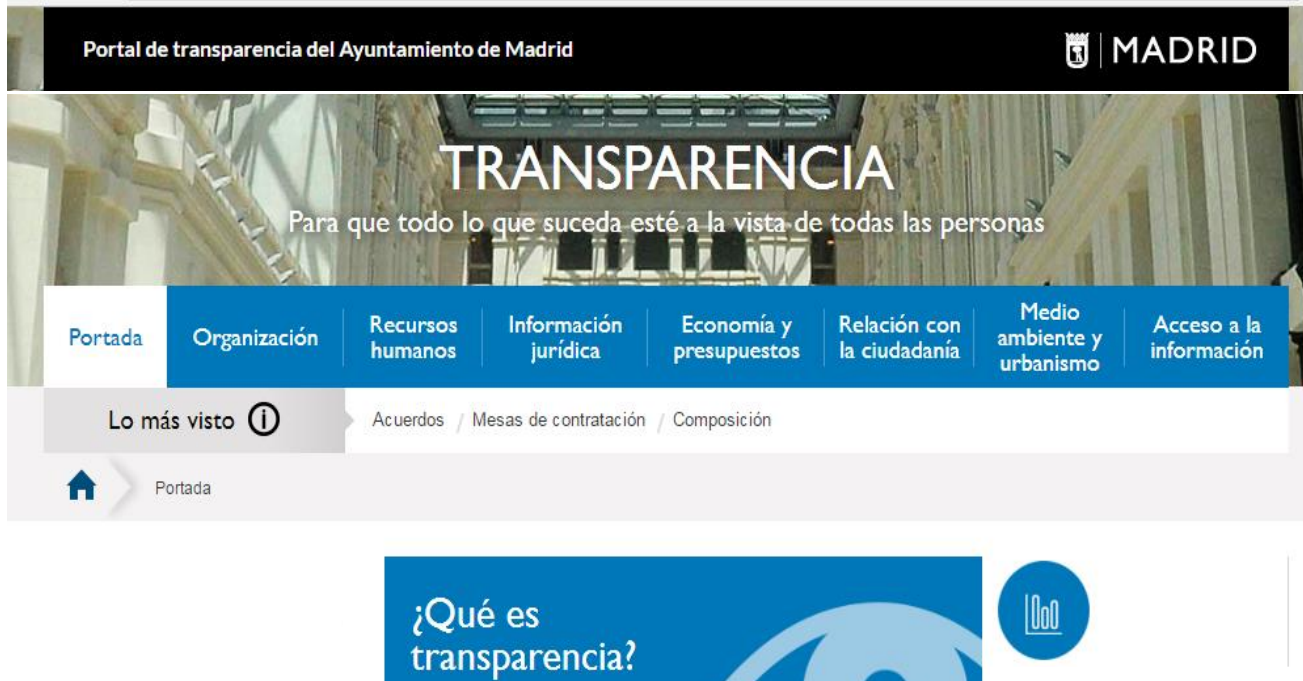 Portal de transparencia del Ayuntamiento de Madrid
MADRID
TRANSPARENCIA
Para que todo lo que suceda esté a la vista de todas las personas
Portada
Organización
Recursos
humanos
Información
jurídica
Economía y
presupuestos
Relación con
la ciudadanía
Medio
ambiente y
urbanismo
Acceso a la
información
Lo más visto
Acuerdos / Mesas de contratación / Composición
Portada
¿Qué es
transparencia?